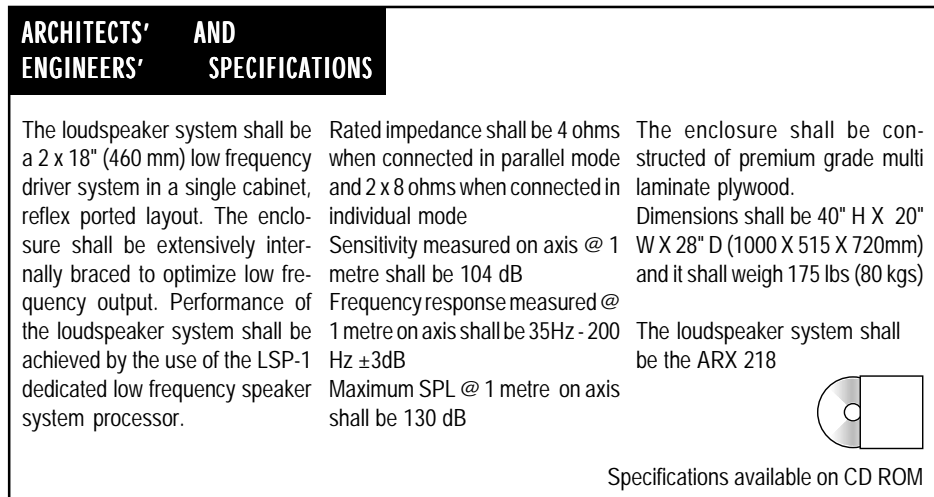 ARCHITECTS' AND
ENGINEERS' SPECIFICATIONS
The loudspeaker system shall be
a 2 x 18" (460 mm) low frequency
driver system in a single cabinet,
reflex ported layout. The enclo-
sure shall be extensively inter-
nally braced to optimize low fre-
quency output. Performance of
the loudspeaker system shall be
achieved by the use of the LSP-1
dedicated low frequency speaker
system processor.
Rated impedance shall be 4 ohms
when connected in parallel mode
and 2 x 8 ohms when connected in
individual mode
Sensitivity measured on axis @ 1
metre shall be 104 dB
Frequency response measured @
1 metre on axis shall be 35Hz - 200
Hz ±3dB
Maximum SPL @ 1 metre on axis
shall be 130 dB
The enclosure shall be con-
structed of premium grade multi
laminate plywood.
Dimensions shall be 40" H X 20"
W X 28" D (1000 X 515 X 720mm)
and it shall weigh 175 lbs (80 kgs)
The loudspeaker system shall
be the ARX 218
Specifications available on CD ROM